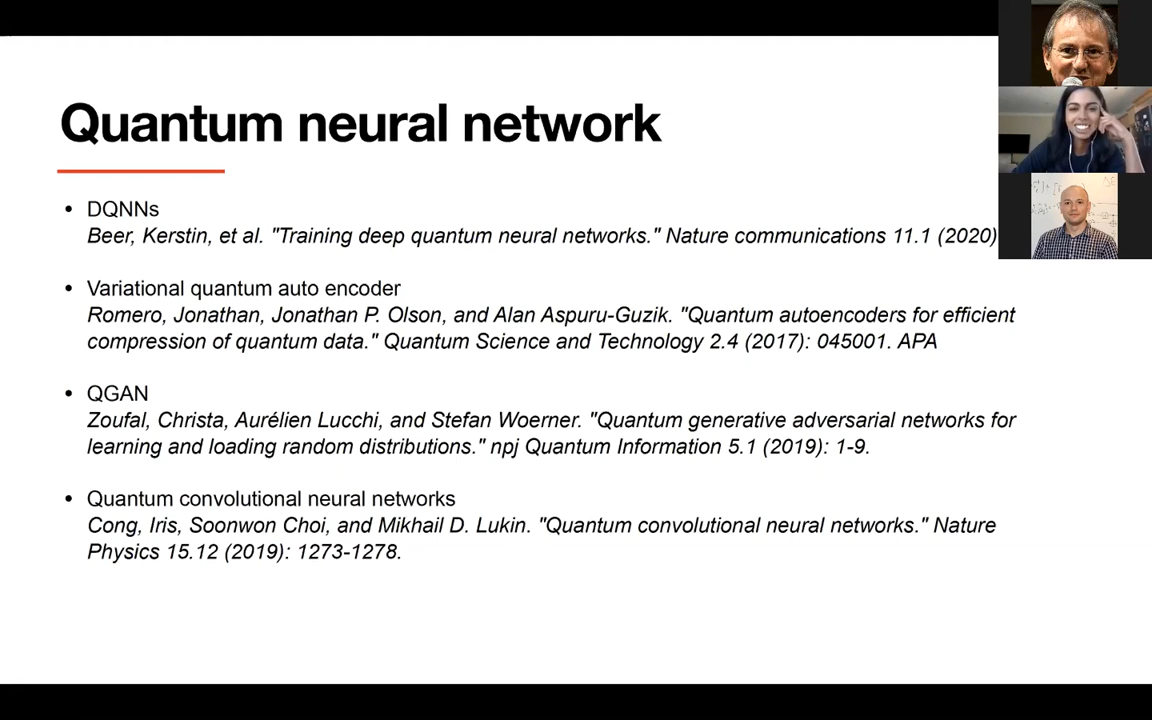 Quantum neural network
• DQNNs
Beer, Kerstin, et al. "Training deep quantum neural networks." Nature communications 11.1 (2020)
• Variational quantum auto encoder
Romero, Jonathan, Jonathan P. Olson, and Alan Aspuru-Guzik. "Quantum autoencoders for efficient
compression of quantum data." Quantum Science and Technology 2.4 (2017): 045001. APA
• QGAN
Zoufal, Christa, Aurélien Lucchi, and Stefan Woerner. "Quantum generative adversarial networks for
learning and loading random distributions." npj Quantum Information 5.1 (2019): 1-9.
• Quantum convolutional neural networks
Cong, Iris, Soonwon Choi, and Mikhail D. Lukin. "Quantum convolutional neural networks." Nature
Physics 15.12 (2019): 1273-1278.